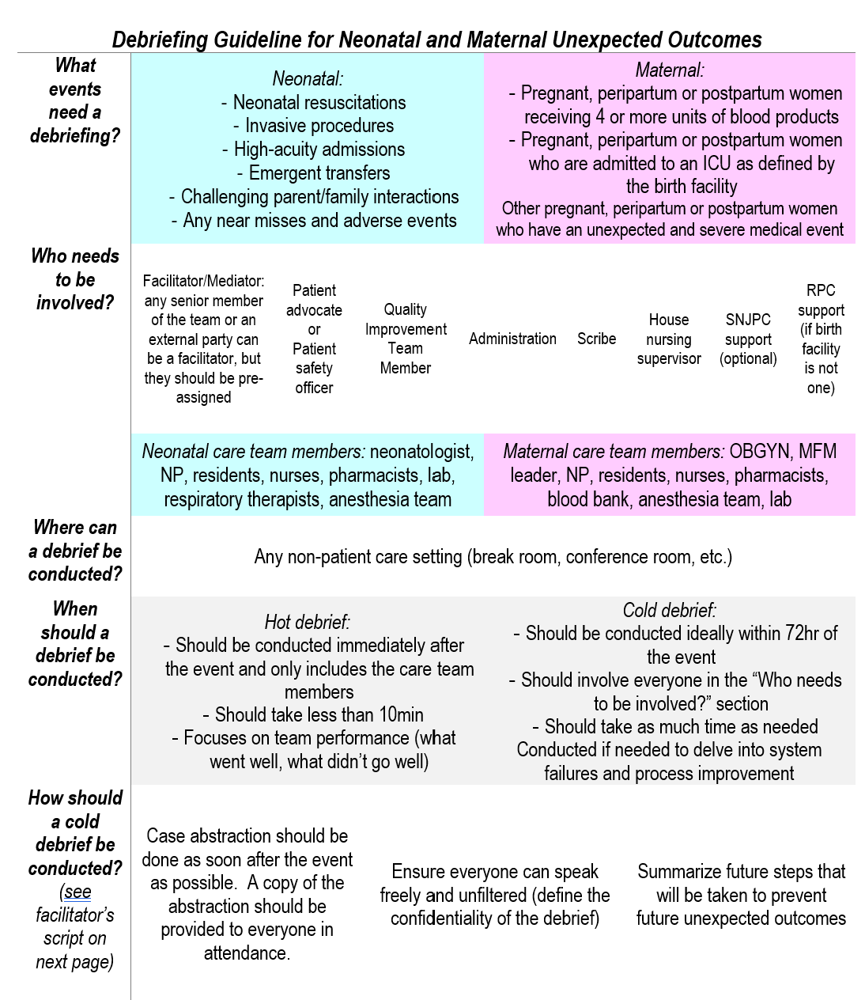 Debriefing Guideline for Neonatal and Maternal Unexpected Outcomes
What
events
need a
debriefing?
Neonatal:
- Neonatal resuscitations
- Invasive procedures
- High-acuity admissions
- Emergent transfers
- Challenging parent/family interactions
- Any near misses and adverse events
Maternal:
- Pregnant, peripartum or postpartum women
receiving 4 or more units of blood products
- Pregnant, peripartum or postpartum women
who are admitted to an ICU as defined by
the birth facility
Other pregnant, peripartum or postpartum women
who have an unexpected and severe medical event
Who needs
to be
involved?
Facilitator/Mediator:
any senior member
of the team or an
external party can
be a facilitator, but
they should be pre-
assigned
Patient
advocate
or
Patient
safety
officer
Quality
Improvement
Team
Member
Administration
Scribe
House
nursing
supervisor
SNJPC
support
(optional)
RPC
support
(if birth
facility
is not
one)
Neonatal care team members: neonatologist,
NP, residents, nurses, pharmacists, lab,
respiratory therapists, anesthesia team
Maternal care team members: OBGYN, MFM
leader, NP, residents, nurses, pharmacists,
blood bank, anesthesia team, lab
Where can
a debrief be
conducted?
Any non-patient care setting (break room, conference room, etc.)
When
should a
debrief be
conducted?
Hot debrief:
- Should be conducted immediately after
the event and only includes the care team
members
- Should take less than 10min
- Focuses on team performance (what
went well, what didn't go well)
Cold debrief:
- Should be conducted ideally within 72hr of
the event
- Should involve everyone in the “Who needs
to be involved?” section
- Should take as much time as needed
Conducted if needed to delve into system
failures and process improvement
How should
a cold
debrief be
conducted?
(see
facilitator's
script on
next page)
Case abstraction should be
done as soon after the event
as possible.  A copy of the
abstraction should be
provided to everyone in
attendance.
Ensure everyone can speak
freely and unfiltered (define the
confidentiality of the debrief)
Summarize future steps that
will be taken to prevent
future unexpected outcomes